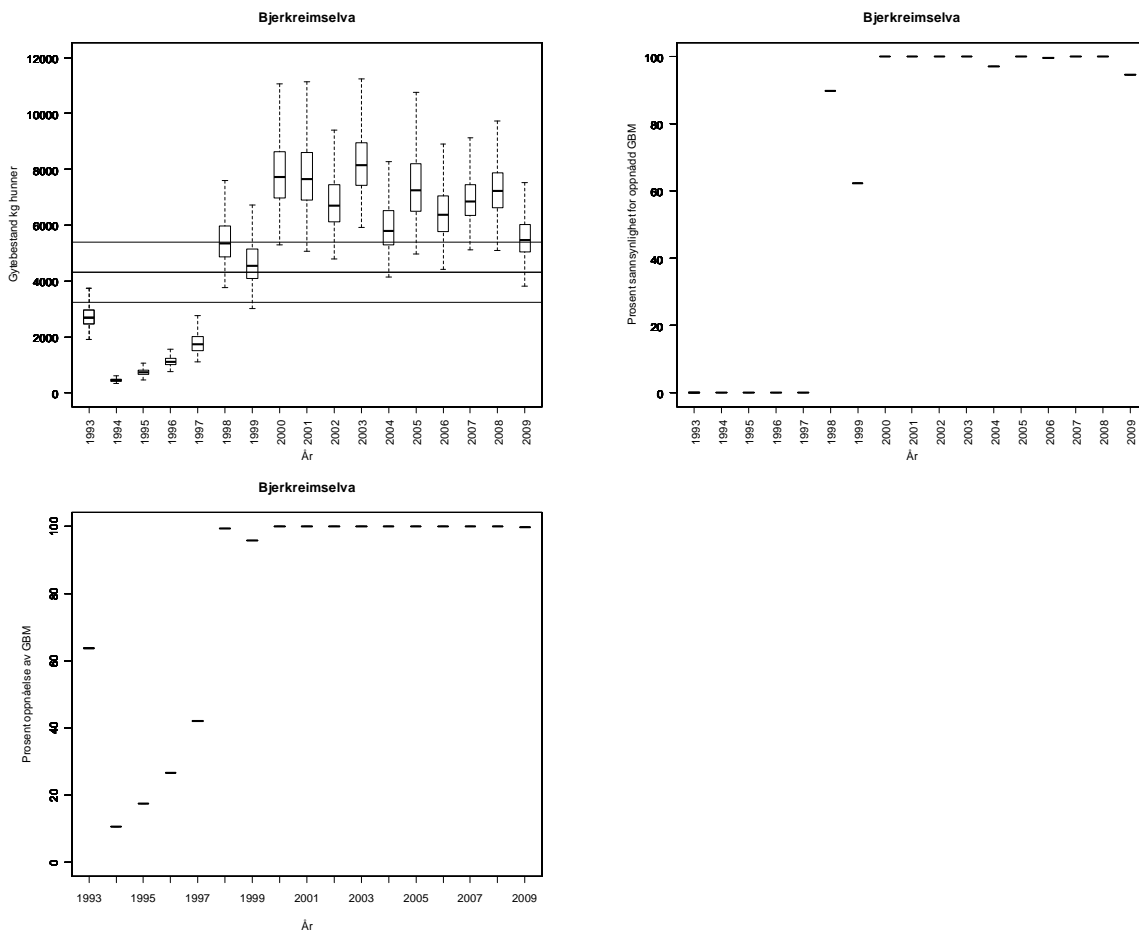 Bjerkreimselva
Gytebestand kg hunner
12000
10000
8000
6000
4000
2000
0
1993 1994 1995 1996 1997 1998 1999 2000 2001 2002 2003 2004 2005 2006 2007 2008 2009
År
Bjerkreimselva
Prosent sannsynlighet for oppnådd GBM
100
80
60
40
20
0
1993 1994 1995 1996 1997 1998 1999 2000 2001 2002 2003 2004 2005 2006 2007 2008 2009
År
Bjerkreimselva
Prosent oppnåelse av GBM
100
80
60
40
20
0
1993 1995 1997 1999 2001 2003 2005 2007 2009
År